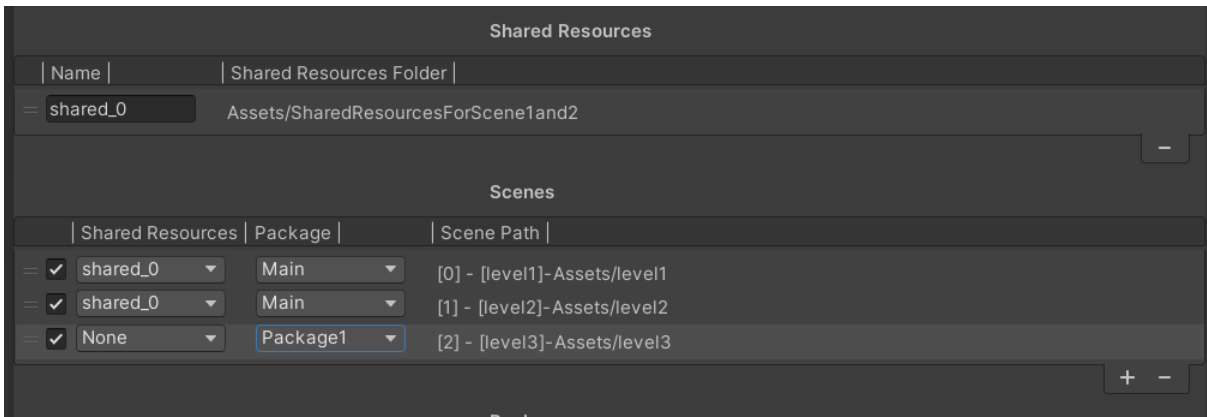 Shared Resources
| Name | | Shared Resources Folder |
shared_0 Assets/SharedResourcesForScene1and2
Scenes
| Shared Resources | Package | | Scene Path |
shared_0 Main [0] - [level1]-Assets/level1
shared_0 Main [1] - [level2]-Assets/level2
None Package1 [2] - [level3]-Assets/level3